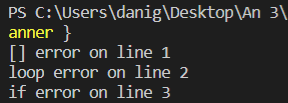 PS C:\Users\danig\Desktop\An 3\
anner }
[] error on line 1
loop error on line 2
if error on line 3